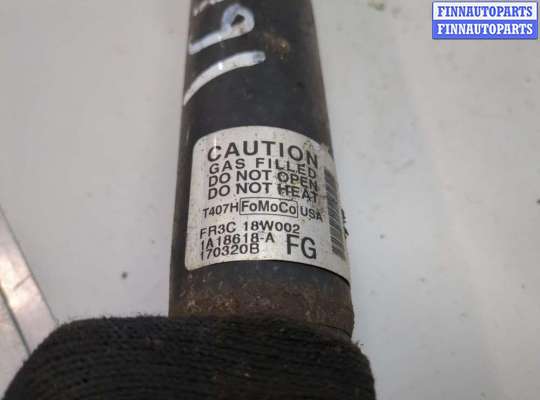 FINNAUTOPARTS
FINNAUTOPARTS
CAUTION
GAS FILLED
DO NOT OPEN
DO NOT HEAT
T407H FoMoCo USA
FR3C 18W002
1A18618-A FG
170320B